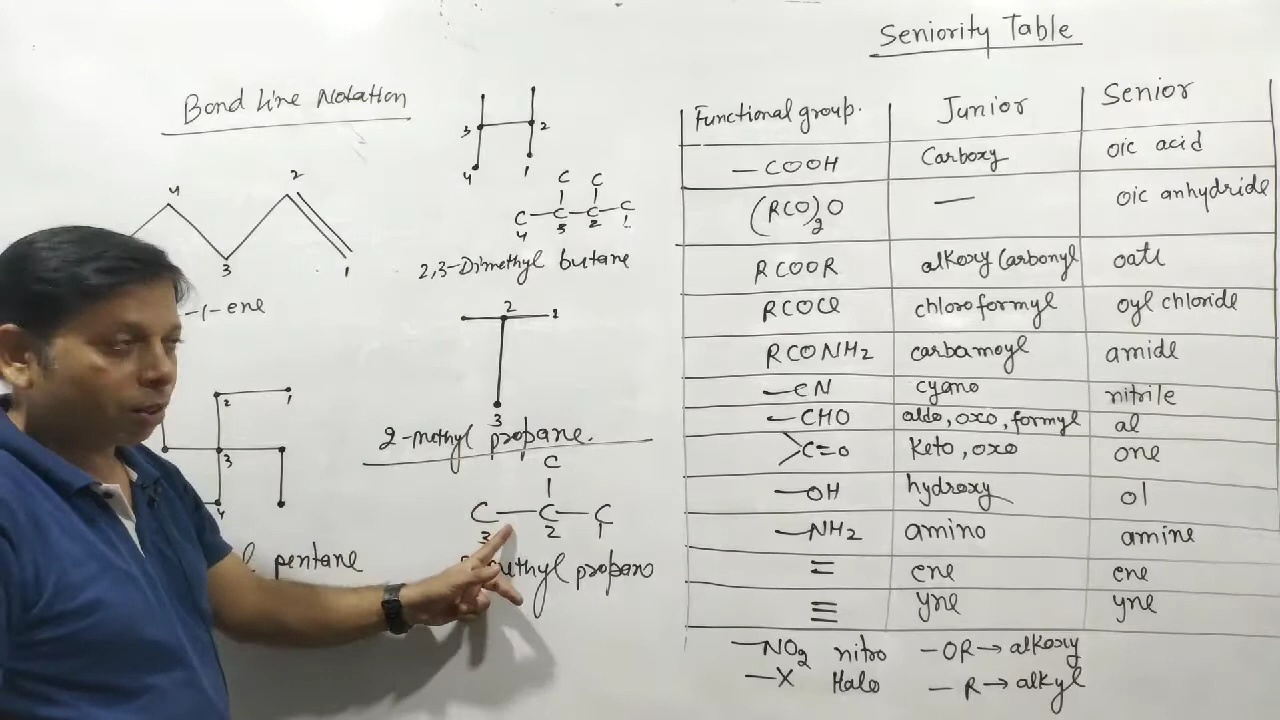 Seniority Table
Bond Line Notation
4
2
3
1
-1-ene
3
2
4
1
C C
C-C-C-C
4 3 2 1
2,3-Dimethyl butane
2 1
3
2-methyl propane.
C
C-C-C
3 2 1
methyl propane
2 1
3
4
pentane
Functional group. Junior Senior
-COOH Carboxy oic acid
(RCO)2O — oic anhydride
RCOOR alkoxy Carbonyl oate
RCOCl chloroformyl oyl chloride
RCONH2 carbamoyl amide
-CN cyano nitrile
-CHO aldo, oxo, formyl al
>C=O Keto, oxo one
-OH hydroxy ol
-NH2 amino amine
= ene ene
≡ yne yne
-NO2 nitro -OR→alkoxy
-X Halo -R→alkyl